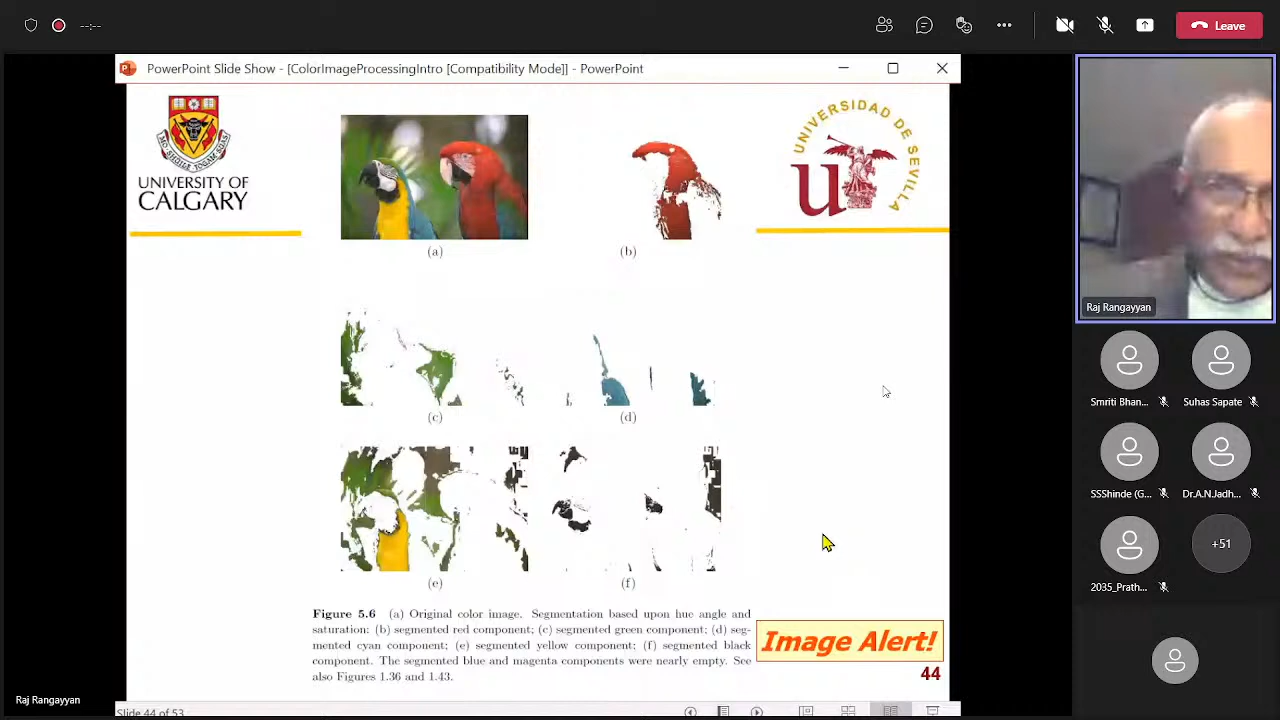 --:--
Leave
PowerPoint Slide Show - [ColorImageProcessingIntro [Compatibility Mode]] - PowerPoint
UNIVERSITY OF
CALGARY
UNIVERSIDAD DE SEVILLA
(a)
(b)
(c)
(d)
(e)
(f)
Figure 5.6 (a) Original color image. Segmentation based upon hue angle and
saturation: (b) segmented red component; (c) segmented green component; (d) seg-
mented cyan component; (e) segmented yellow component; (f) segmented black
component. The segmented blue and magenta components were nearly empty. See
also Figures 1.36 and 1.43.
Image Alert!
44
Slide 44 of 53
Raj Rangayyan
Raj Rangayyan
Smriti Bhan...
Suhas Sapate
SSShinde (G...
Dr.A.N.Jadh...
2035_Prath...
+51